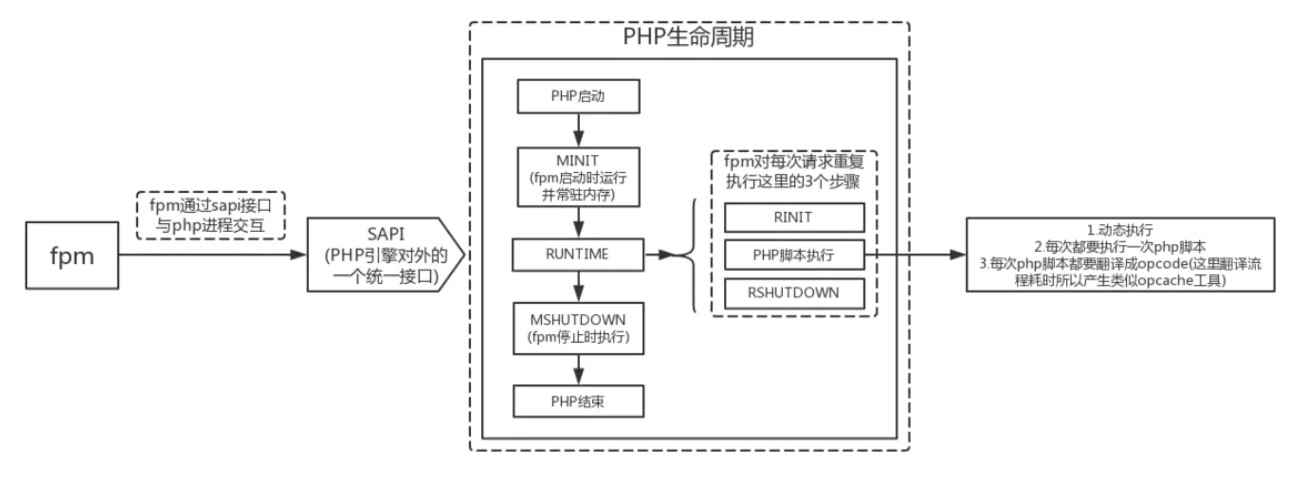 PHP生命周期
PHP启动
MINIT
(fpm启动时运行
并常驻内存)
fpm对每次请求重复
执行这里的3个步骤
fpm通过sapi接口
与php进程交互
fpm
SAPI
(PHP引擎对外的
一个统一接口)
RUNTIME
RINIT
PHP脚本执行
RSHUTDOWN
1.动态执行
2.每次都要执行一次php脚本
3.每次php脚本都要翻译成opcode(这里翻译流
程耗时所以产生类似opcache工具)
MSHUTDOWN
(fpm停止时执行)
PHP结束